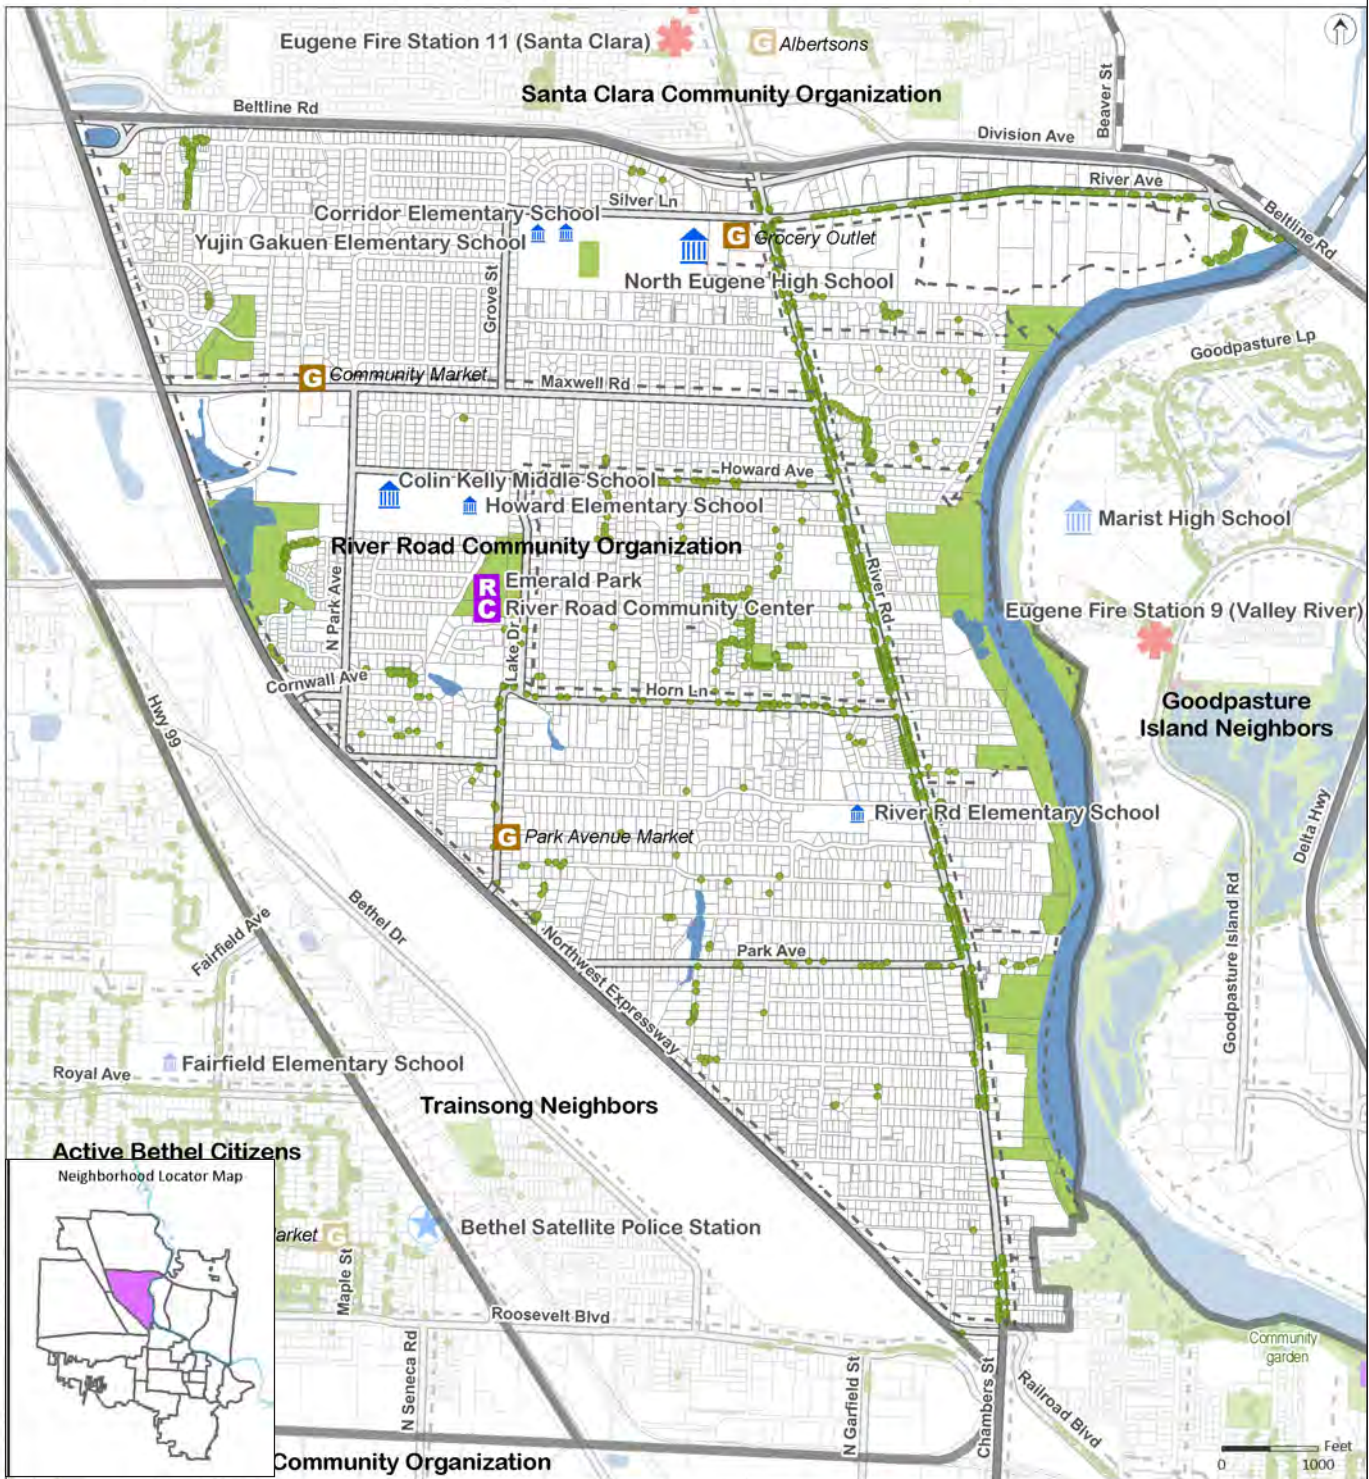 Eugene Fire Station 11 (Santa Clara)
G Albertsons
Beaver St
Santa Clara Community Organization
Beltline Rd
Division Ave
River Ave
Silver Ln
Beltline Rd
Corridor Elementary School
Yujin Gakuen Elementary School
G Grocery Outlet
North Eugene High School
Grove St
Goodpasture Lp
G Community Market
Maxwell Rd
Howard Ave
Colin Kelly Middle School
Howard Elementary School
Marist High School
River Road Community Organization
N Park Ave
River Rd
RC
Emerald Park
River Road Community Center
Eugene Fire Station 9 (Valley River)
Lake Dr
Cornwall Ave
Horn Ln
Hwy 99
Goodpasture
Island Neighbors
River Rd Elementary School
G Park Avenue Market
Delta Hwy
Goodpasture Island Rd
Bethel Dr
Fairfield Ave
Northwest Expressway
Park Ave
Fairfield Elementary School
Royal Ave
Trainsong Neighbors
Active Bethel Citizens
Neighborhood Locator Map
arket G
Maple St
Bethel Satellite Police Station
Roosevelt Blvd
N Seneca Rd
N Garfield St
Chambers St
Railroad Blvd
Community
garden
Community Organization
Feet
0 1000